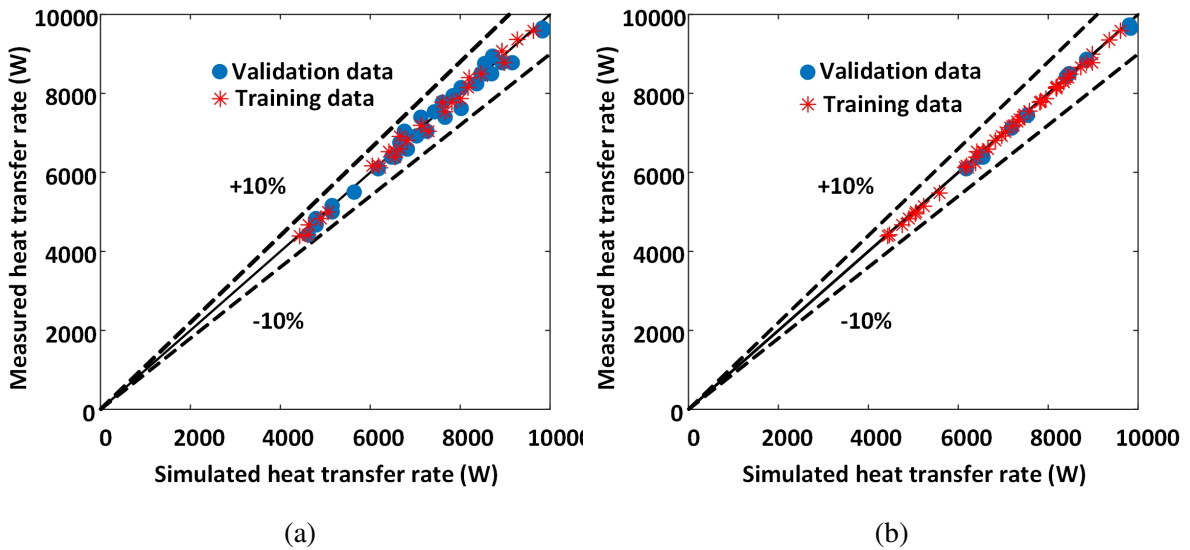 10000
8000
6000
4000
2000
0
Measured heat transfer rate (W)
Validation data
Training data
+10%
-10%
0 2000 4000 6000 8000 1000
Simulated heat transfer rate (W)
(a)
10000
8000
6000
4000
2000
0
Measured heat transfer rate (W)
Validation data
Training data
+10%
-10%
0 2000 4000 6000 8000 10000
Simulated heat transfer rate (W)
(b)